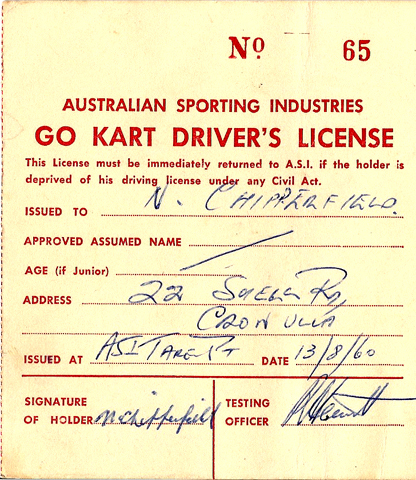 No 65
AUSTRALIAN SPORTING INDUSTRIES
GO KART DRIVER'S LICENSE
This License must be immediately returned to A.S.I. if the holder is
deprived of his driving license under any Civil Act.
ISSUED TO N. CHIPPERFIELD.
APPROVED ASSUMED NAME
AGE (if Junior)
ADDRESS 22 Rd,
CRONULLA
ISSUED AT ASI DATE 13/8/60
SIGNATURE
OF HOLDER NChipperfield
TESTING
OFFICER